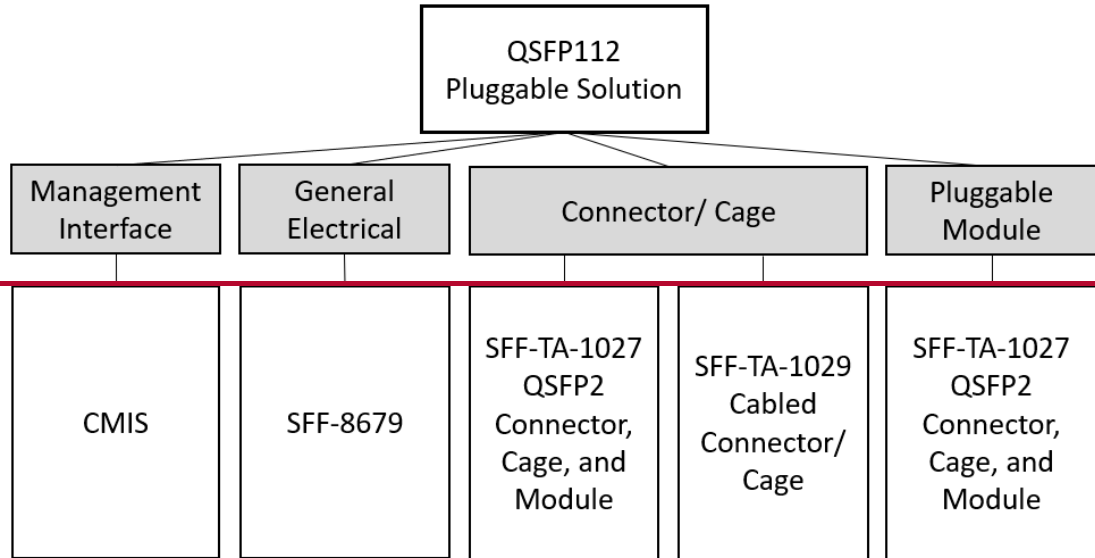 QSFP112
Pluggable Solution
Management
Interface
General
Electrical
Connector/ Cage
Pluggable
Module
CMIS
SFF-8679
SFF-TA-1027
QSFP2
Connector,
Cage, and
Module
SFF-TA-1029
Cabled
Connector/
Cage
SFF-TA-1027
QSFP2
Connector,
Cage, and
Module